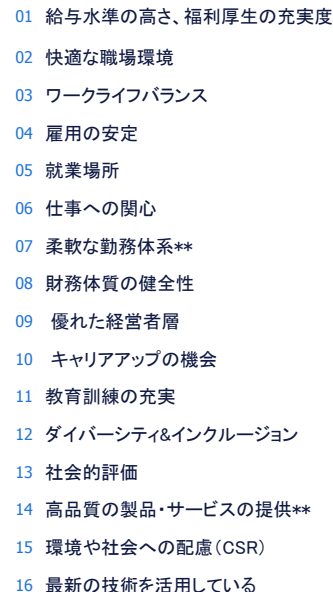 01 給与水準の高さ、福利厚生の充実度
02 快適な職場環境
03 ワークライフバランス
04 雇用の安定
05 就業場所
06 仕事への関心
07 柔軟な勤務体系**
08 財務体質の健全性
09 優れた経営者層
10 キャリアアップの機会
11 教育訓練の充実
12 ダイバーシティ&インクルージョン
13 社会的評価
14 高品質の製品・サービスの提供**
15 環境や社会への配慮（CSR）
16 最新の技術を活用している